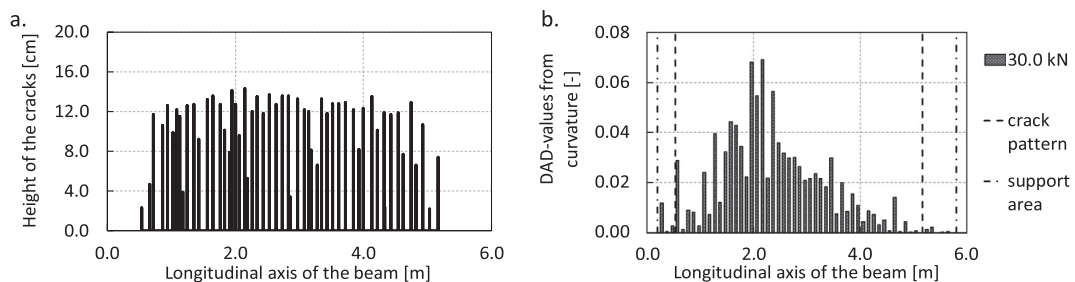 a.
Height of the cracks [cm]
20.0
16.0
12.0
8.0
4.0
0.0
0.0 2.0 4.0 6.0
Longitudinal axis of the beam [m]
b.
DAD-values from
curvature [-]
0.08
0.06
0.04
0.02
0.00
0.0 2.0 4.0 6.0
Longitudinal axis of the beam [m]
30.0 kN
crack
pattern
support
area